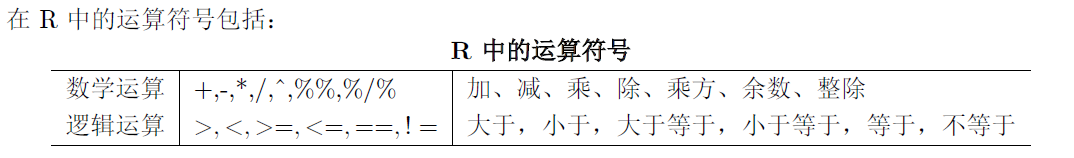 在 R 中的运算符号包括：
R 中的运算符号
数学运算 +,-,*,/,^,%%,%/% 加、减、乘、除、乘方、余数、整除
逻辑运算 >,<,>=,<=,==,! = 大于，小于，大于等于，小于等于，等于，不等于